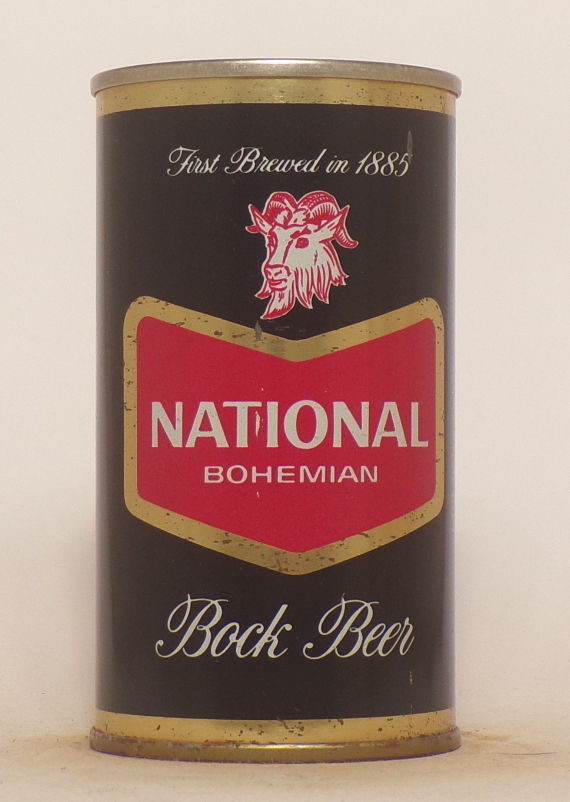 First Brewed in 1885
NATIONAL
BOHEMIAN
Bock Beer